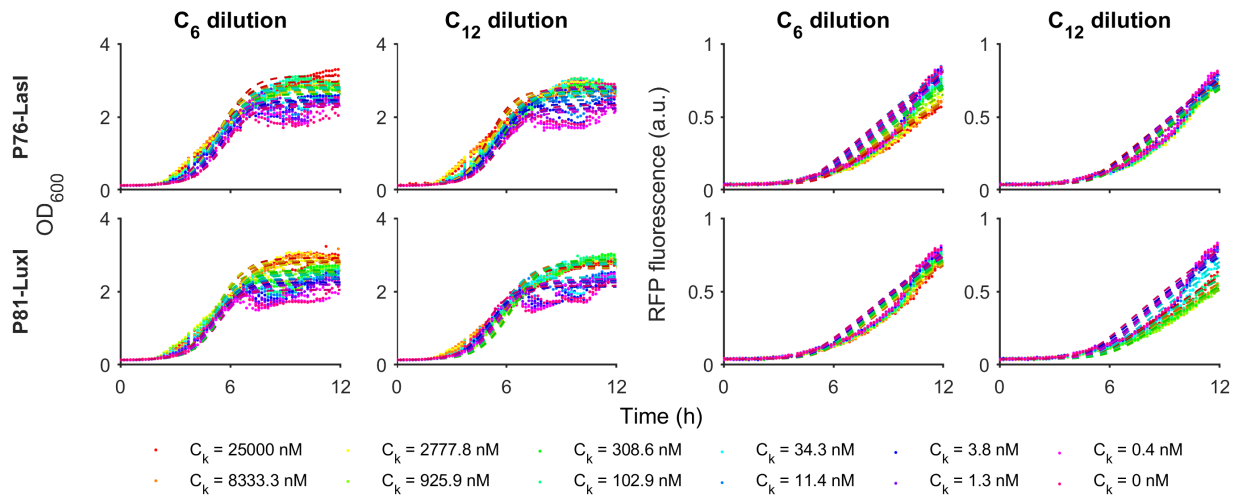 C6 dilution C12 dilution C6 dilution C12 dilution
P76-LasI
P81-LuxI
OD600
RFP fluorescence (a.u.)
4 4 1 1
2 2 0.5 0.5
0 0 0 0
4 4 1 1
2 2 0.5 0.5
0 0 0 0
0 6 12 0 6 12 0 6 12 0 6 12
Time (h)
Ck = 25000 nM Ck = 2777.8 nM Ck = 308.6 nM Ck = 34.3 nM Ck = 3.8 nM Ck = 0.4 nM
Ck = 8333.3 nM Ck = 925.9 nM Ck = 102.9 nM Ck = 11.4 nM Ck = 1.3 nM Ck = 0 nM